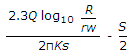 2.3Q log10 R/rw / 2πKs - S/2